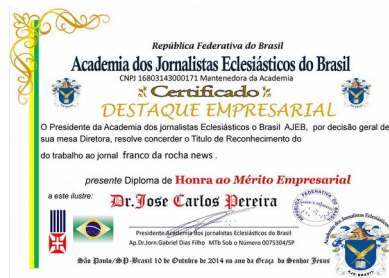 República Federativa do Brasil
Academia dos Jornalistas Eclesiásticos do Brasil
CNPJ 16803143000171 Mantenedora da Academia
Certificado
DESTAQUE EMPRESARIAL
O Presidente da Academia dos jornalistas Eclesiásticos o Brasil AJEB, por decisão geral de
sua mesa Diretora, resolve concerder o Titulo de Reconhecimento do
do trabalho ao jornal franco da rocha news .
presente Diploma de Honra ao Mérito Empresarial
a este ilustre: Dr.Jose Carlos Pereira
Presidente Academia dos jornalistas Eclesiásticos do Brasil
Ap.Dr.Jorn.Gabriel Dias Filho MTb Sob o Número 0075304/SP
São Paulo/SP-Brasil 10 de Outubro de 2014 no ano da Graça do Senhor Jesus